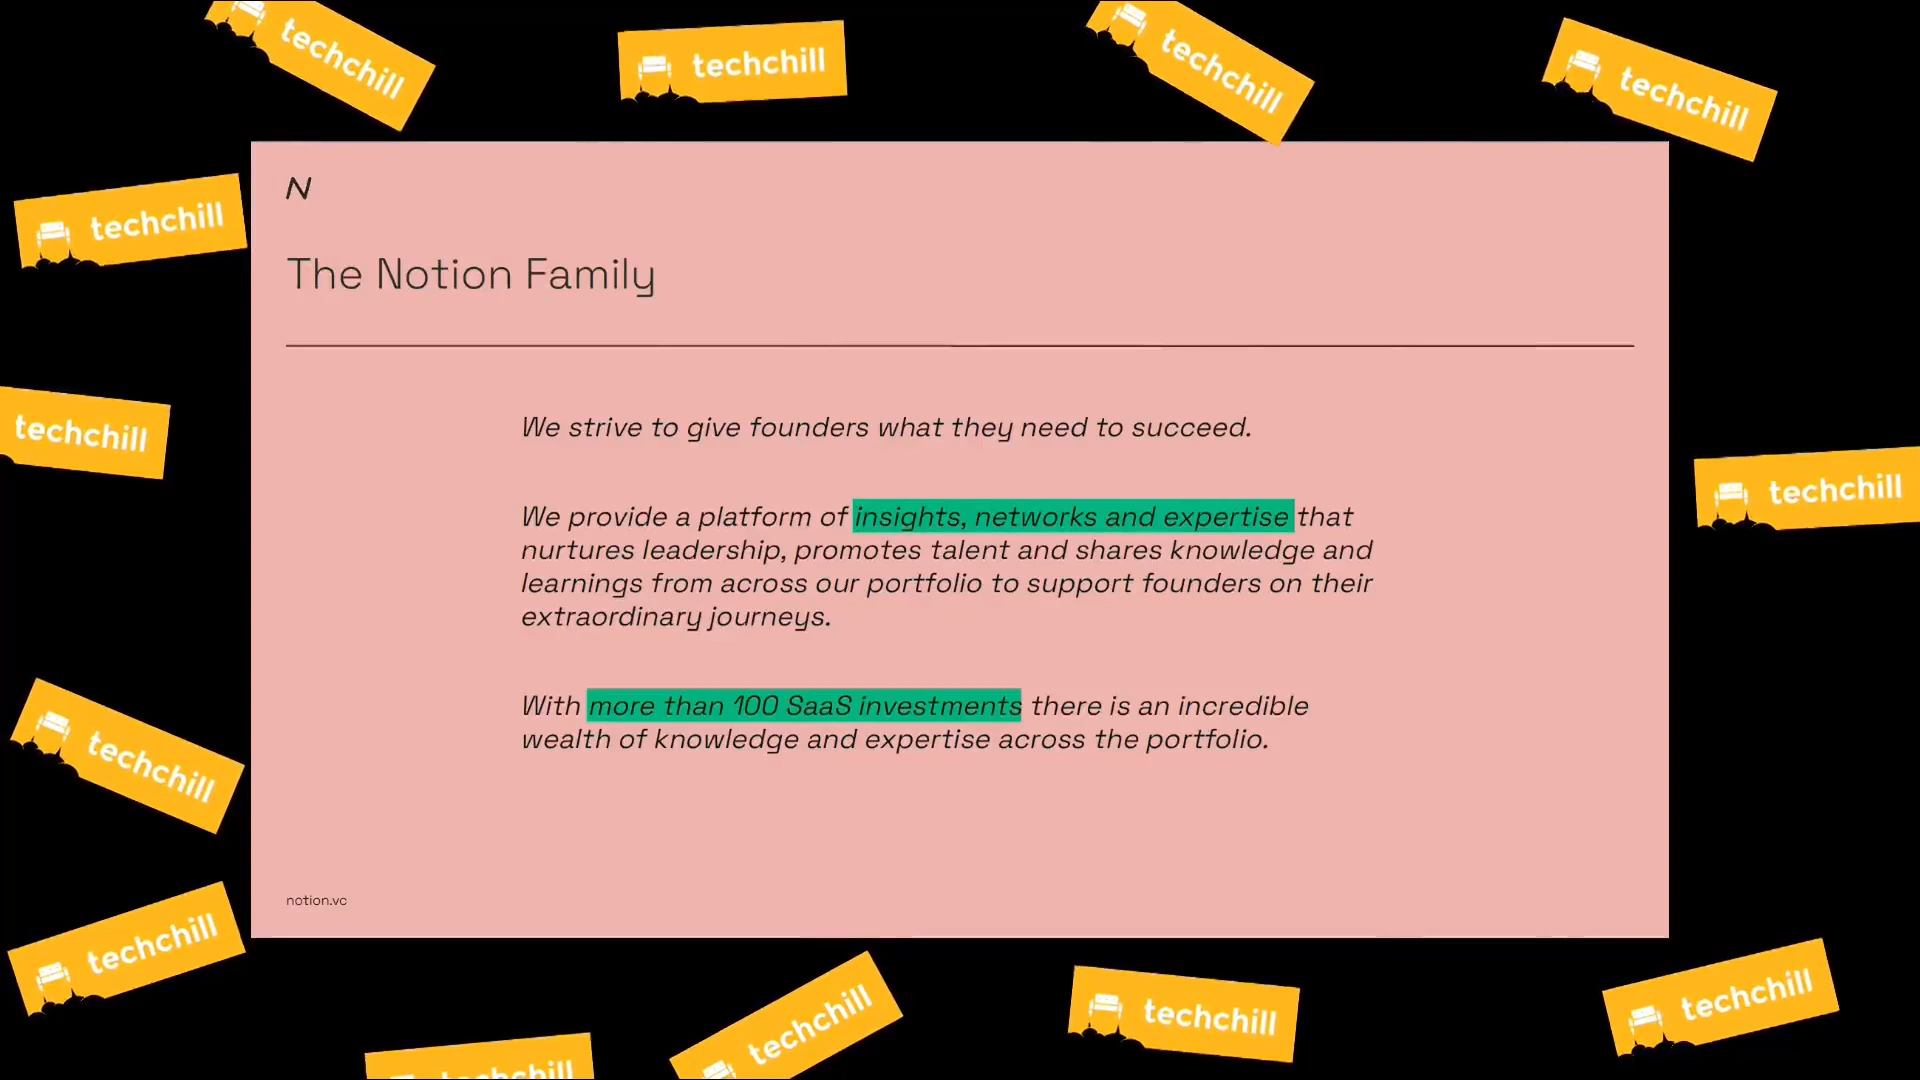 techchill
techchill
techchill
techchill
techchill
N
The Notion Family
techchill
We strive to give founders what they need to succeed.
techchill
We provide a platform of insights, networks and expertise that
nurtures leadership, promotes talent and shares knowledge and
learnings from across our portfolio to support founders on their
extraordinary journeys.
With more than 100 SaaS investments there is an incredible
wealth of knowledge and expertise across the portfolio.
techchill
notion.vc
techchill
techchill
techchill
techchill
techchill